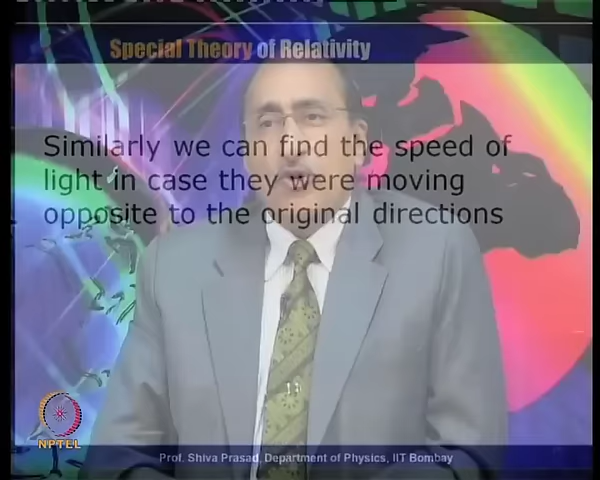 Special Theory of Relativity
Similarly we can find the speed of
light in case they were moving
opposite to the original directions
NPTEL
Prof. Shiva Prasad, Department of Physics, IIT Bombay